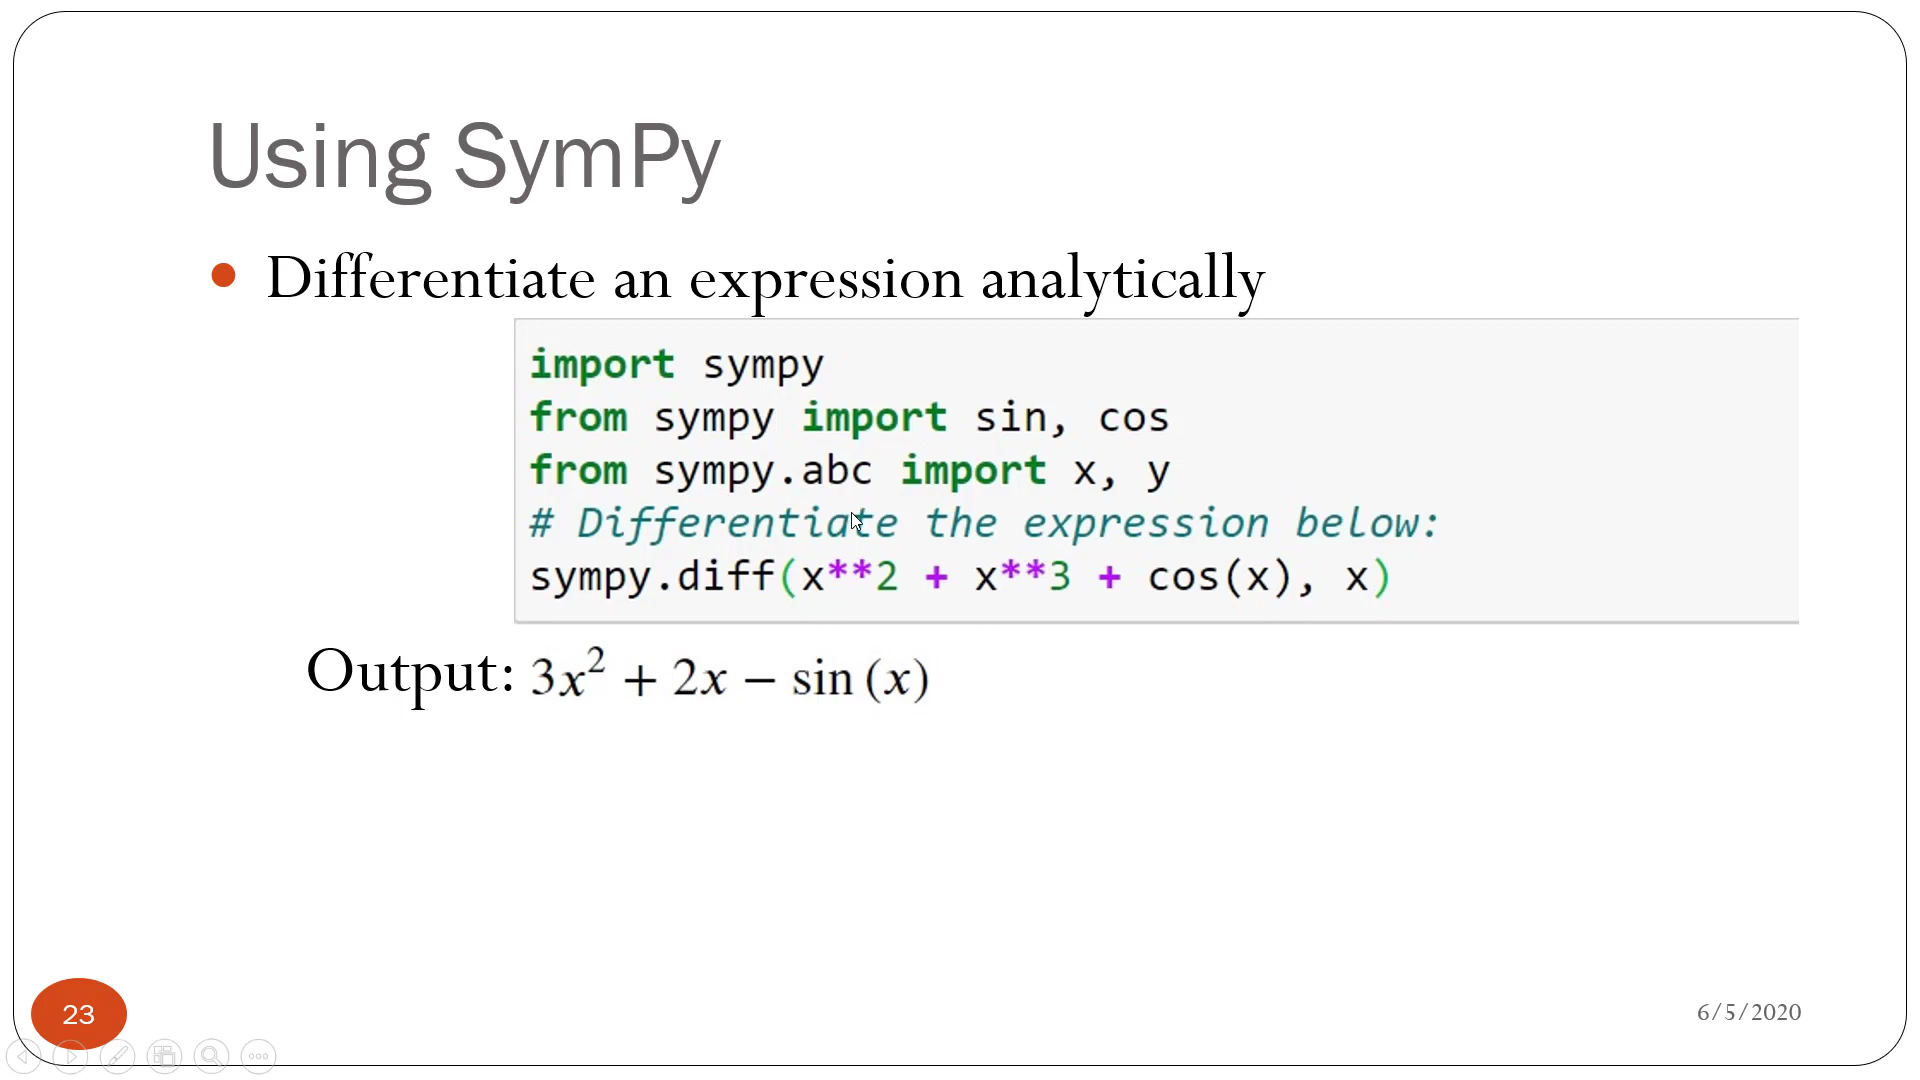 Using SymPy
• Differentiate an expression analytically
import sympy
from sympy import sin, cos
from sympy.abc import x, y
# Differentiate the expression below:
sympy.diff(x**2 + x**3 + cos(x), x)
Output: 3x² + 2x − sin (x)
23
6/5/2020